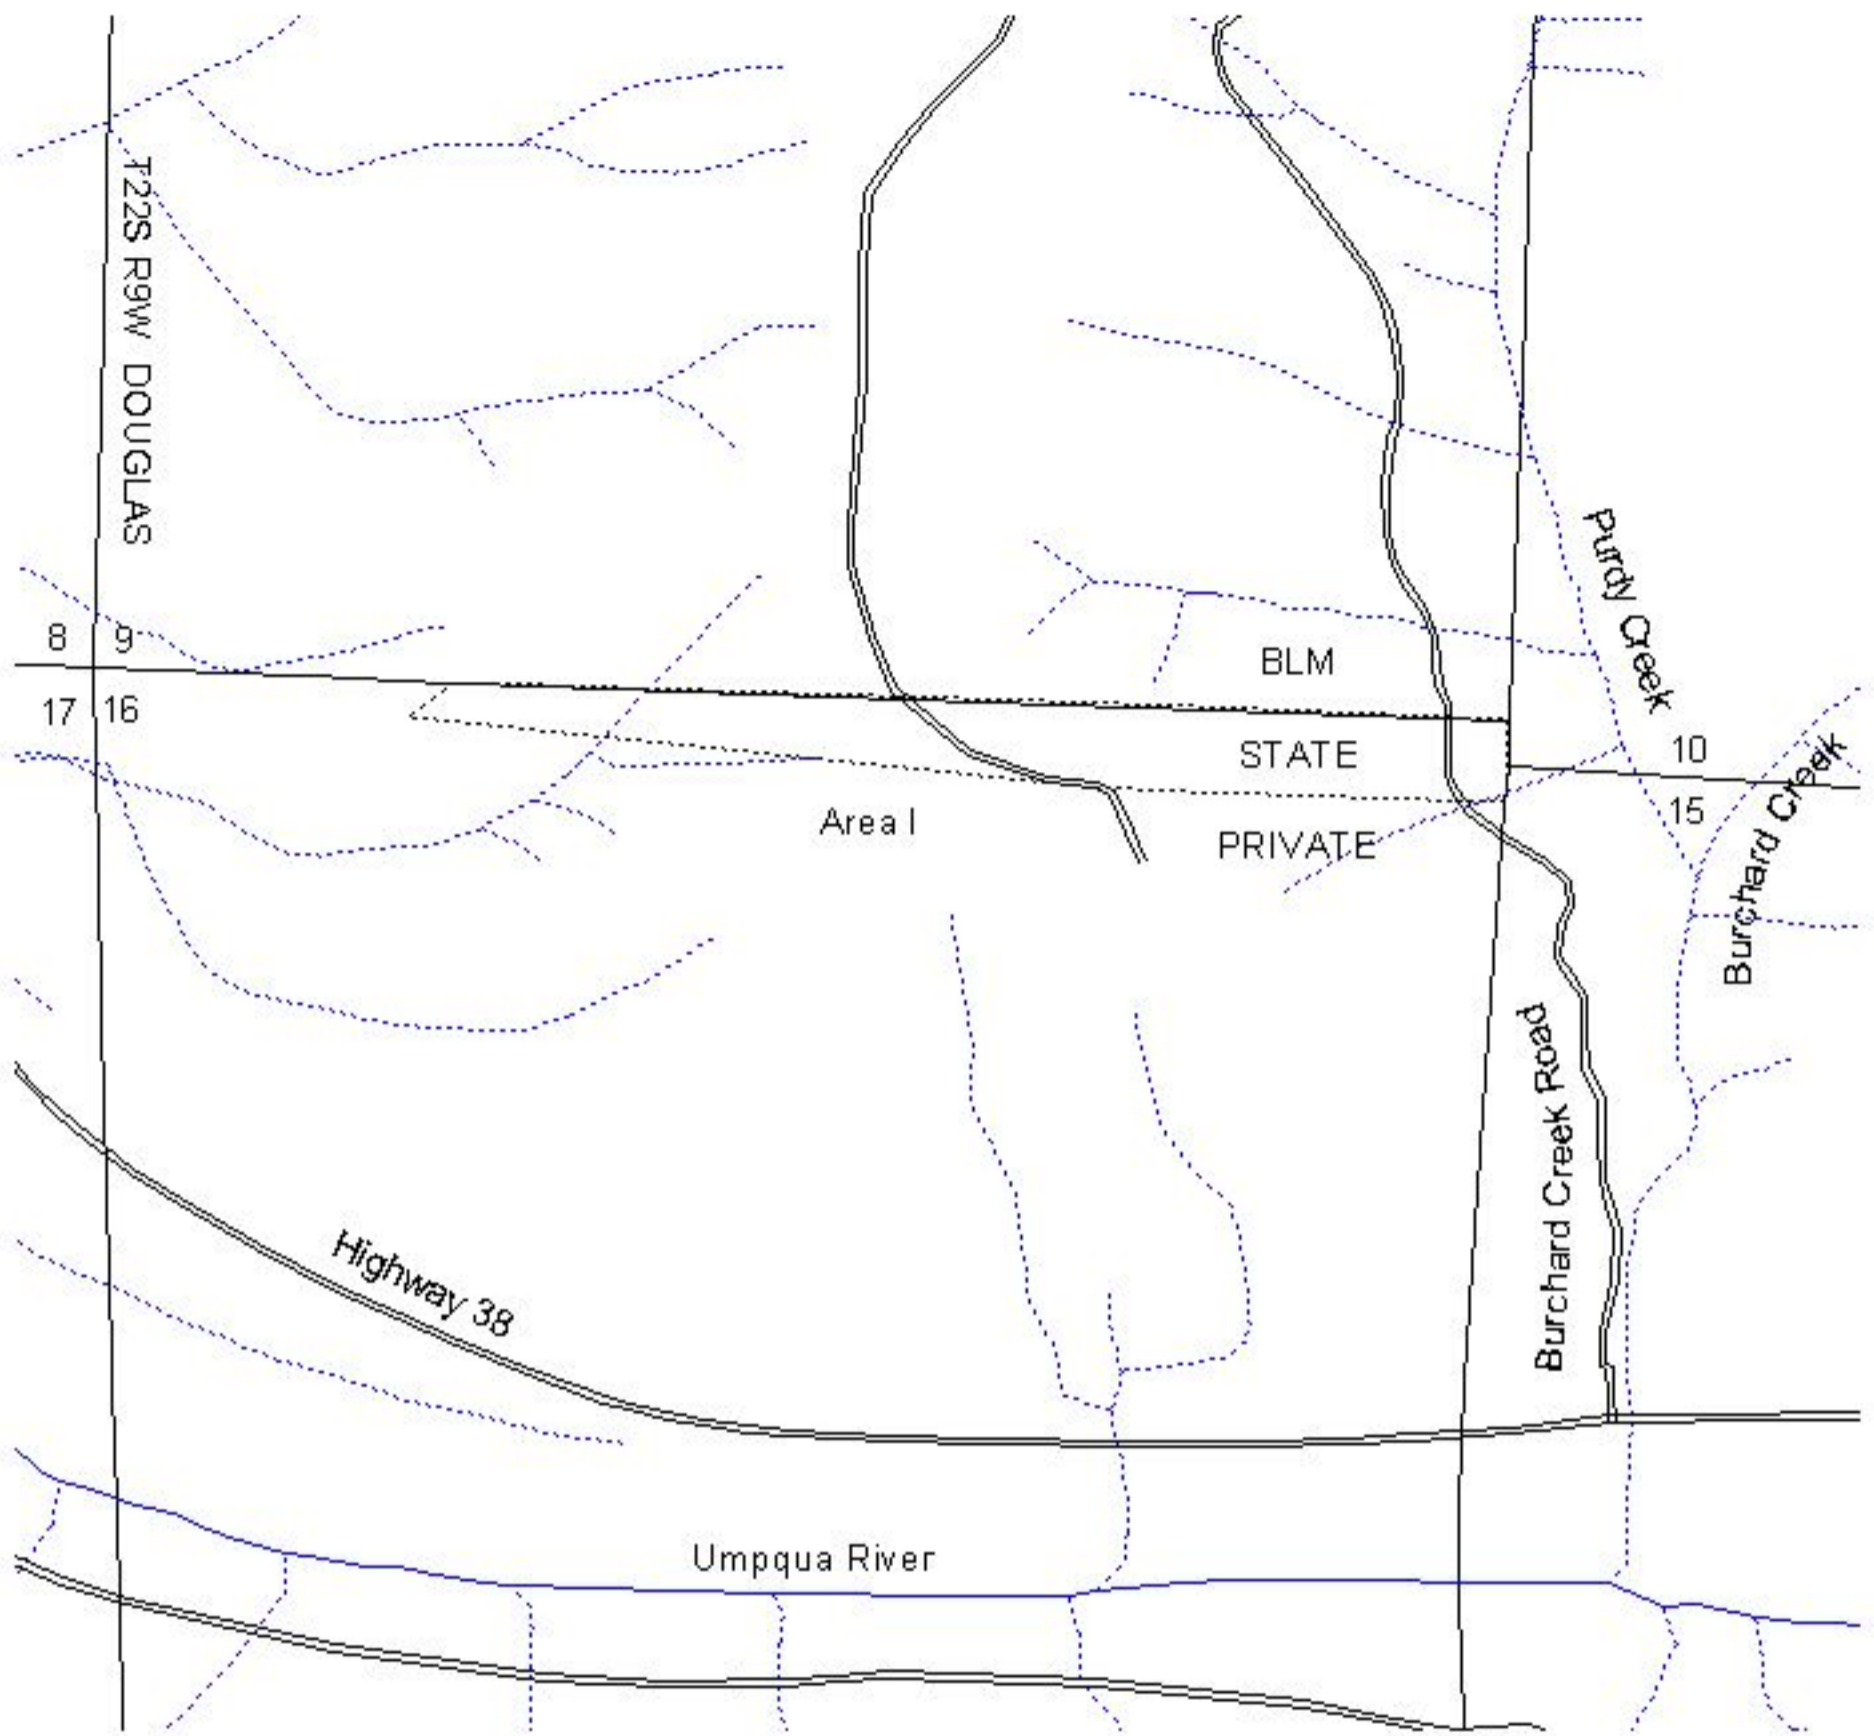 T22S R9W DOUGLAS
Purdy Creek
8 9
BLM
17 16
STATE
10
Area I
PRIVATE
15
Burchard Creek
Burchard Creek Road
Highway 38
Umpqua River